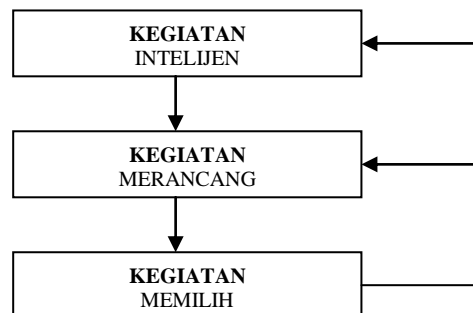 KEGIATAN
INTELIJEN
KEGIATAN
MERANCANG
KEGIATAN
MEMILIH